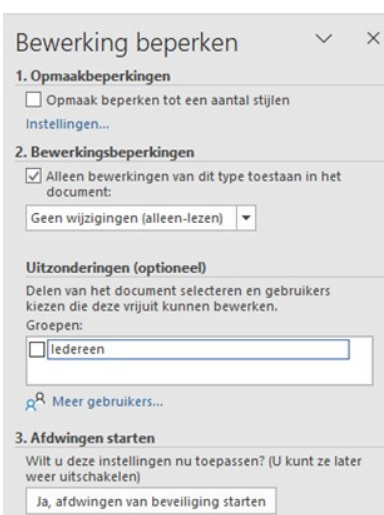 Bewerking beperken
1. Opmaakbeperkingen
Opmaak beperken tot een aantal stijlen
Instellingen...
2. Bewerkingsbeperkingen
Alleen bewerkingen van dit type toestaan in het
document:
Geen wijzigingen (alleen-lezen)
Uitzonderingen (optioneel)
Delen van het document selecteren en gebruikers
kiezen die deze vrijuit kunnen bewerken.
Groepen:
Iedereen
Meer gebruikers...
3. Afdwingen starten
Wilt u deze instellingen nu toepassen? (U kunt ze later
weer uitschakelen)
Ja, afdwingen van beveiliging starten